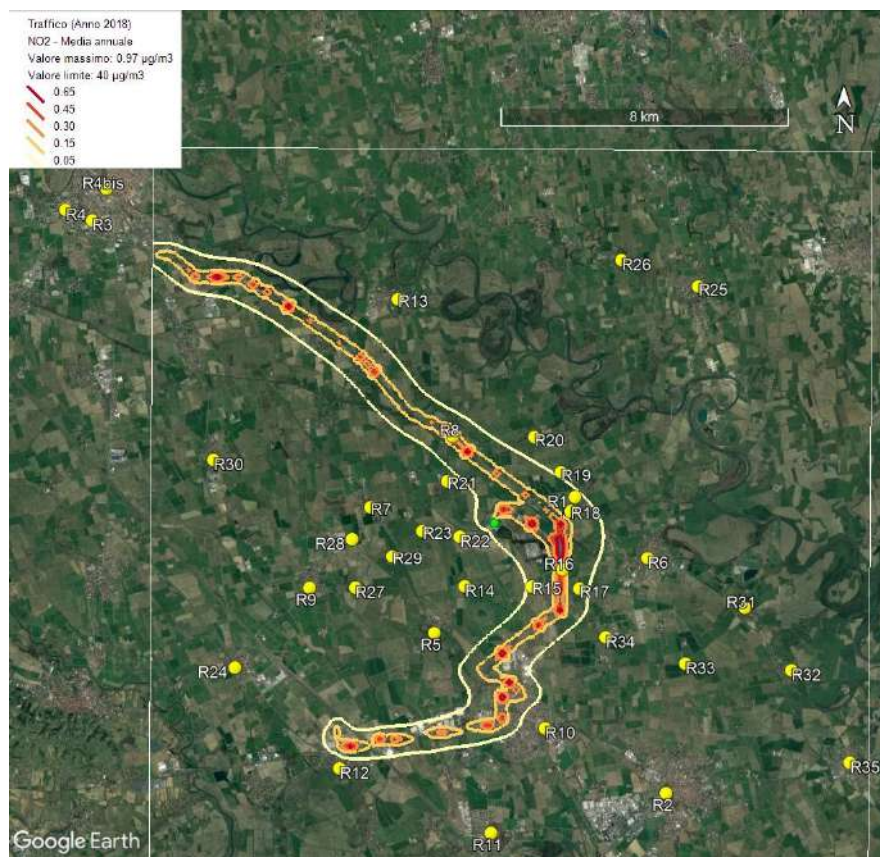 Traffico (Anno 2018)
NO2 - Media annuale
Valore massimo: 0.97 µg/m3
Valore limite: 40 µg/m3
0.65
0.45
0.30
0.15
0.05
8 km
N
R4bis
R4
R3
R26
R25
R13
R8
R20
R30
R21
R19
R1
R18
R7
R23
R22
R28
R29
R16
R6
R9
R27
R14
R15
R17
R31
R5
R34
R24
R33
R32
R10
R12
R35
R2
R11
Google Earth